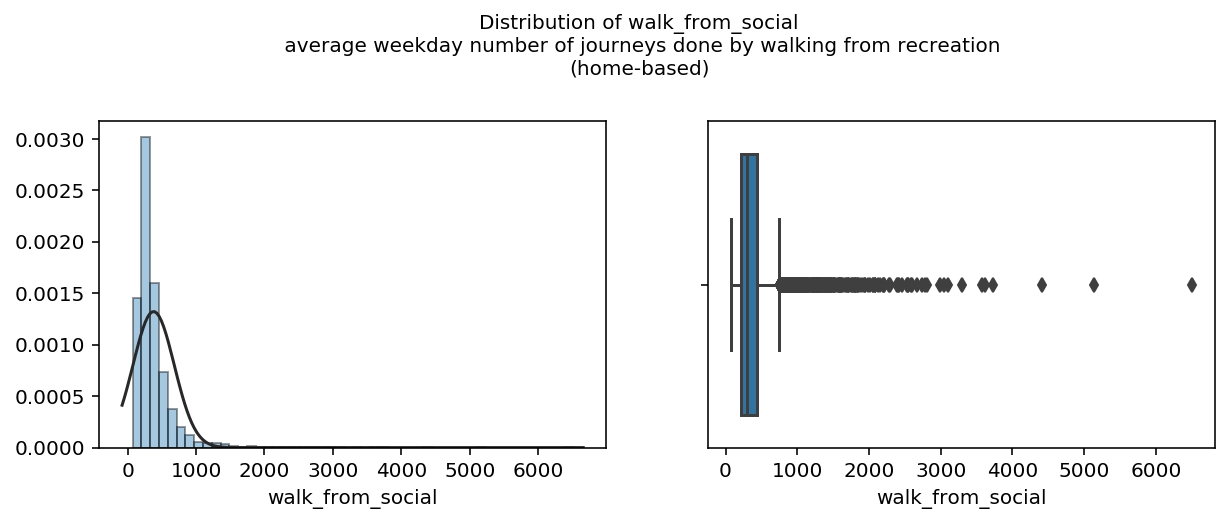 Distribution of walk_from_social
average weekday number of journeys done by walking from recreation
(home-based)
0.0030
0.0025
0.0020
0.0015
0.0010
0.0005
0.0000
0 1000 2000 3000 4000 5000 6000
walk_from_social
0 1000 2000 3000 4000 5000 6000
walk_from_social